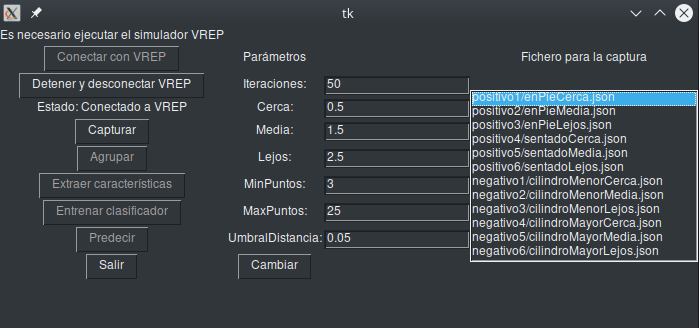 tk
Es necesario ejecutar el simulador VREP
Conectar con VREP
Parámetros
Fichero para la captura
Detener y desconectar VREP
Iteraciones:
50
Estado: Conectado a VREP
Cerca:
0.5
Capturar
Media:
1.5
Agrupar
Lejos:
2.5
Extraer características
MinPuntos:
3
Entrenar clasificador
MaxPuntos:
25
Predecir
UmbralDistancia:
0.05
Salir
Cambiar
positivo1/enPieCerca.json
positivo2/enPieMedia.json
positivo3/enPieLejos.json
positivo4/sentadoCerca.json
positivo5/sentadoMedia.json
positivo6/sentadoLejos.json
negativo1/cilindroMenorCerca.json
negativo2/cilindroMenorMedia.json
negativo3/cilindroMenorLejos.json
negativo4/cilindroMayorCerca.json
negativo5/cilindroMayorMedia.json
negativo6/cilindroMayorLejos.json